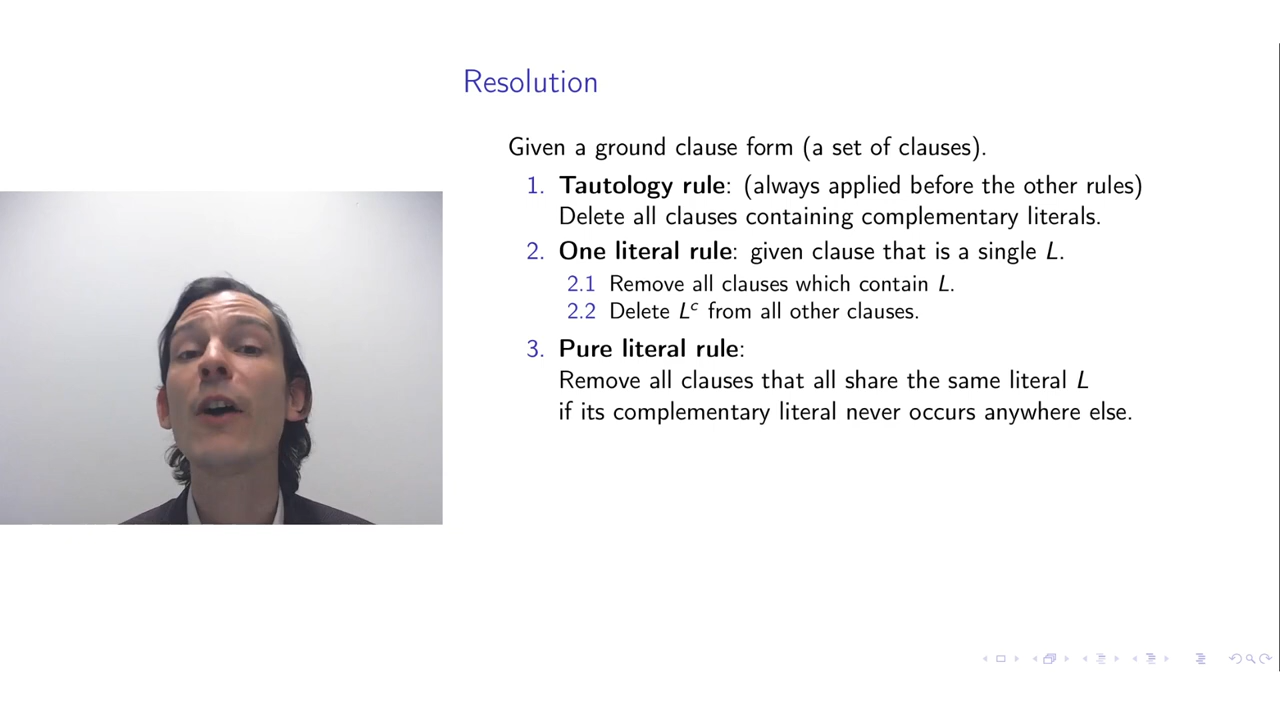 Resolution
Given a ground clause form (a set of clauses).
1. Tautology rule: (always applied before the other rules)
Delete all clauses containing complementary literals.
2. One literal rule: given clause that is a single L.
2.1 Remove all clauses which contain L.
2.2 Delete Lᶜ from all other clauses.
3. Pure literal rule:
Remove all clauses that all share the same literal L
if its complementary literal never occurs anywhere else.